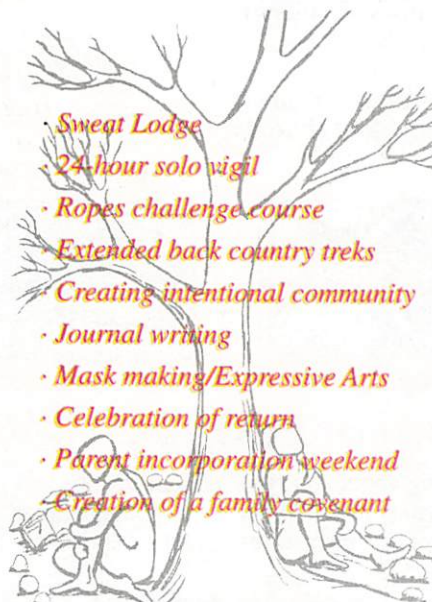 · Sweat Lodge
· 24-hour solo vigil
· Ropes challenge course
· Extended back country treks
· Creating intentional community
· Journal writing
· Mask making/Expressive Arts
· Celebration of return
· Parent incorporation weekend
· Creation of a family covenant